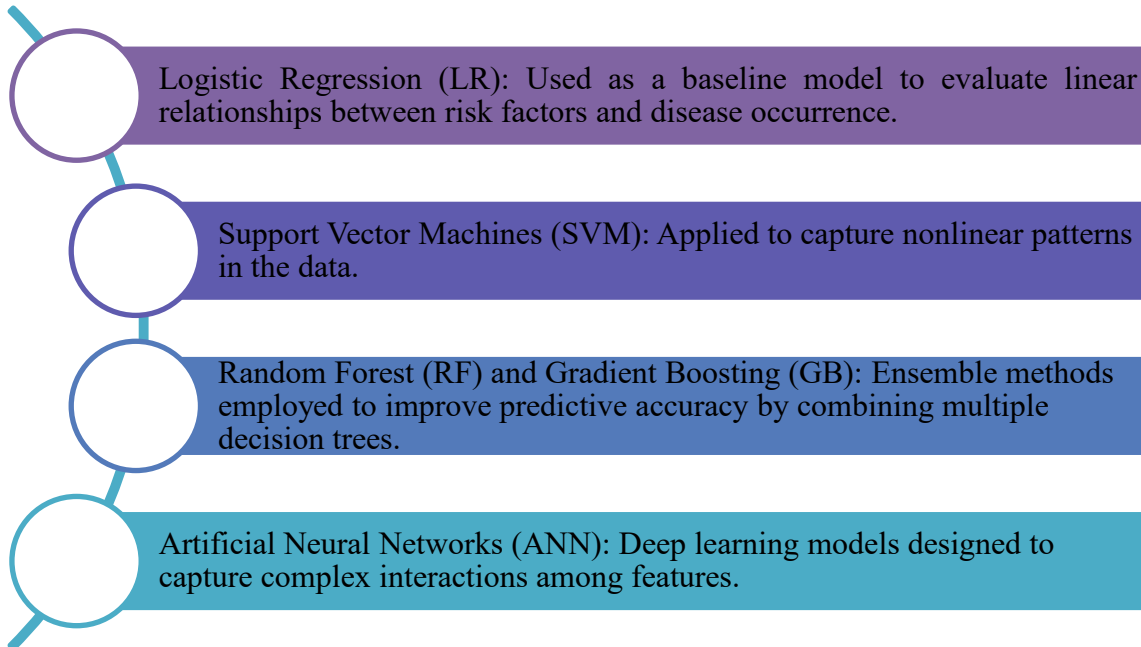 Logistic Regression (LR): Used as a baseline model to evaluate linear
relationships between risk factors and disease occurrence.
Support Vector Machines (SVM): Applied to capture nonlinear patterns
in the data.
Random Forest (RF) and Gradient Boosting (GB): Ensemble methods
employed to improve predictive accuracy by combining multiple
decision trees.
Artificial Neural Networks (ANN): Deep learning models designed to
capture complex interactions among features.